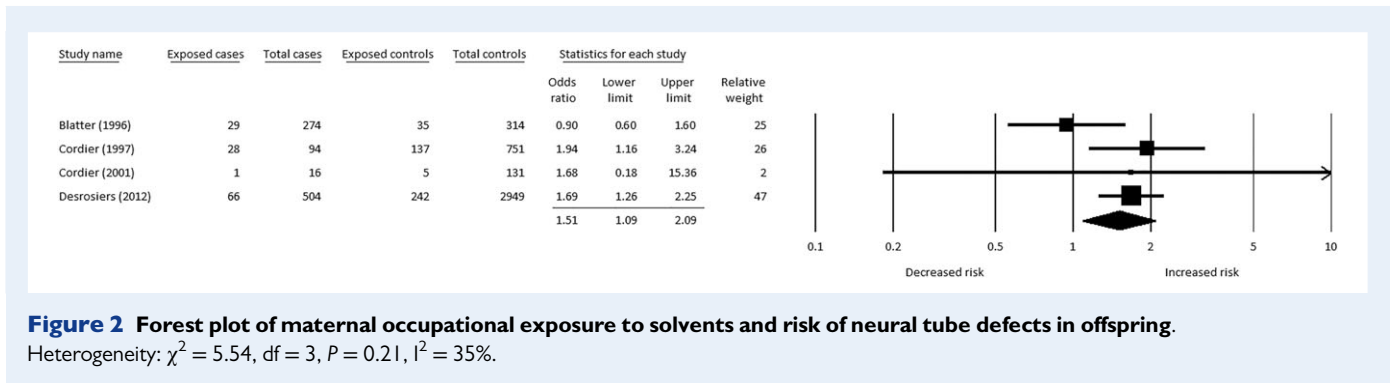 Study name Exposed cases Total cases Exposed controls Total controls Statistics for each study
Odds ratio Lower limit Upper limit Relative weight
Blatter (1996) 29 274 35 314 0.90 0.60 1.60 25
Cordier (1997) 28 94 137 751 1.94 1.16 3.24 26
Cordier (2001) 1 16 5 131 1.68 0.18 15.36 2
Desrosiers (2012) 66 504 242 2949 1.69 1.26 2.25 47
1.51 1.09 2.09
0.1 0.2 0.5 1 2 5 10
Decreased risk Increased risk
Figure 2 Forest plot of maternal occupational exposure to solvents and risk of neural tube defects in offspring.
Heterogeneity: χ² = 5.54, df = 3, P = 0.21, I² = 35%.